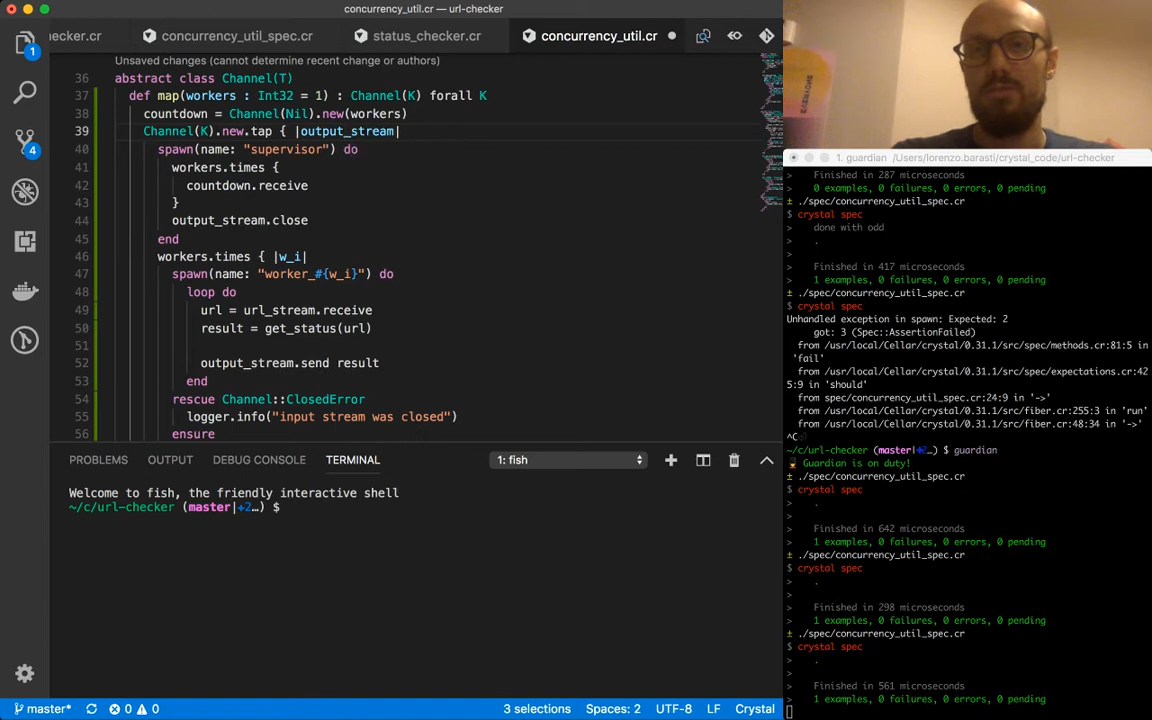 concurrency_util.cr — url-checker
hecker.cr
concurrency_util_spec.cr
status_checker.cr
concurrency_util.cr
Unsaved changes (cannot determine recent change or authors)
36 abstract class Channel(T)
37 def map(workers : Int32 = 1) : Channel(K) forall K
38 countdown = Channel(Nil).new(workers)
39 Channel(K).new.tap { |output_stream|
40 spawn(name: "supervisor") do
41 workers.times {
42 countdown.receive
43 }
44 output_stream.close
45 end
46 workers.times { |w_i|
47 spawn(name: "worker_#{w_i}") do
48 loop do
49 url = url_stream.receive
50 result = get_status(url)
51
52 output_stream.send result
53 end
54 rescue Channel::ClosedError
55 logger.info("input stream was closed")
56 ensure
PROBLEMS OUTPUT DEBUG CONSOLE TERMINAL 1: fish
Welcome to fish, the friendly interactive shell
~/c/url-checker (master|+2…) $
master* 0 0 3 selections Spaces: 2 UTF-8 LF Crystal
1
4
1. guardian /Users/lorenzo.barasti/crystal_code/url-checker
> Finished in 287 microseconds
> 0 examples, 0 failures, 0 errors, 0 pending
± ./spec/concurrency_util_spec.cr
$ crystal spec
> done with odd
> .
>
> Finished in 417 microseconds
> 1 examples, 0 failures, 0 errors, 0 pending
± ./spec/concurrency_util_spec.cr
$ crystal spec
Unhandled exception in spawn: Expected: 2
got: 3 (Spec::AssertionFailed)
from /usr/local/Cellar/crystal/0.31.1/src/spec/methods.cr:81:5 in
'fail'
from /usr/local/Cellar/crystal/0.31.1/src/spec/expectations.cr:42
5:9 in 'should'
from spec/concurrency_util_spec.cr:24:9 in '->'
from /usr/local/Cellar/crystal/0.31.1/src/fiber.cr:255:3 in 'run'
from /usr/local/Cellar/crystal/0.31.1/src/fiber.cr:48:34 in '->'
^C
~/c/url-checker (master|+2…) $ guardian
Guardian is on duty!
± ./spec/concurrency_util_spec.cr
$ crystal spec
> .
>
> Finished in 642 microseconds
> 1 examples, 0 failures, 0 errors, 0 pending
± ./spec/concurrency_util_spec.cr
$ crystal spec
> .
>
> Finished in 298 microseconds
> 1 examples, 0 failures, 0 errors, 0 pending
± ./spec/concurrency_util_spec.cr
$ crystal spec
> .
>
> Finished in 561 microseconds
> 1 examples, 0 failures, 0 errors, 0 pending